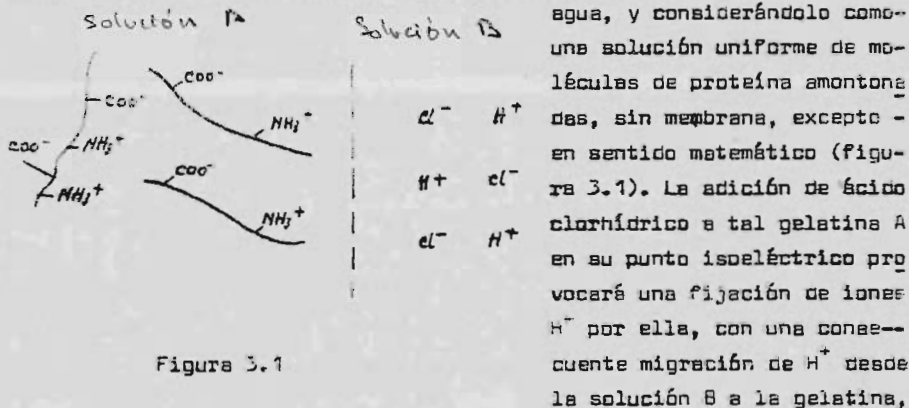 Solución A
Solución B
COO⁻
COO⁻
COO⁻
NH₃⁺
NH₃⁺
NH₃⁺
COO⁻
NH₃⁺
Cl⁻ H⁺
H⁺ Cl⁻
Cl⁻ H⁺
Figura 3.1
agua, y considerándolo como-
una solución uniforme de mo-
léculas de proteína amontona
das, sin membrana, excepto -
en sentido matemático (figu-
ra 3.1). La adición de ácido
clorhídrico a tal gelatina A
en su punto isoeléctrico pro
vocará una fijación de iones
H⁺ por ella, con una conse--
cuente migración de H⁺ desde
la solución B a la gelatina,